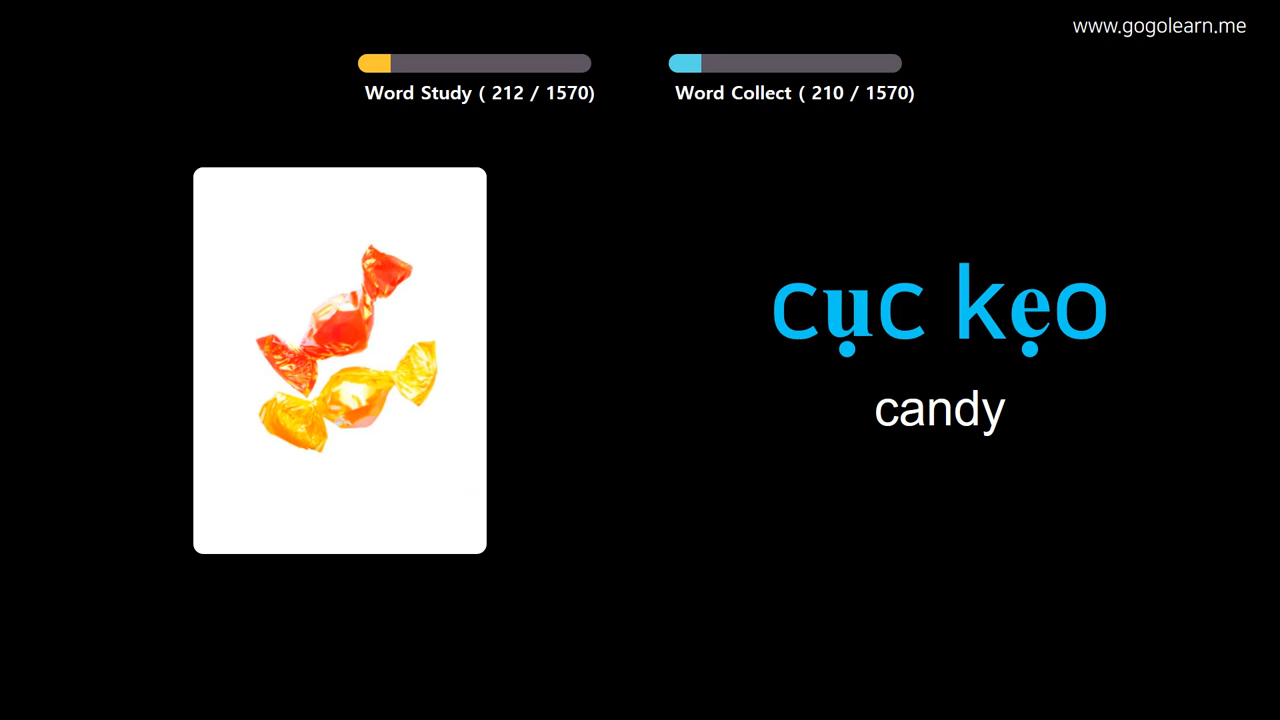 www.gogolearn.me
Word Study ( 212 / 1570)
Word Collect ( 210 / 1570)
cục kẹo
candy